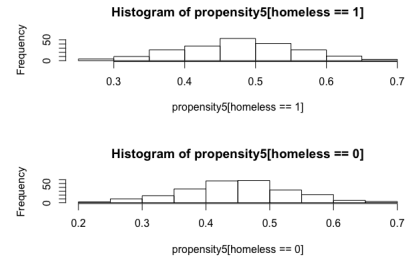 Histogram of propensity5[homeless == 1]
Frequency
0 50
0.3 0.4 0.5 0.6 0.7
propensity5[homeless == 1]
Histogram of propensity5[homeless == 0]
Frequency
0 50
0.2 0.3 0.4 0.5 0.6 0.7
propensity5[homeless == 0]